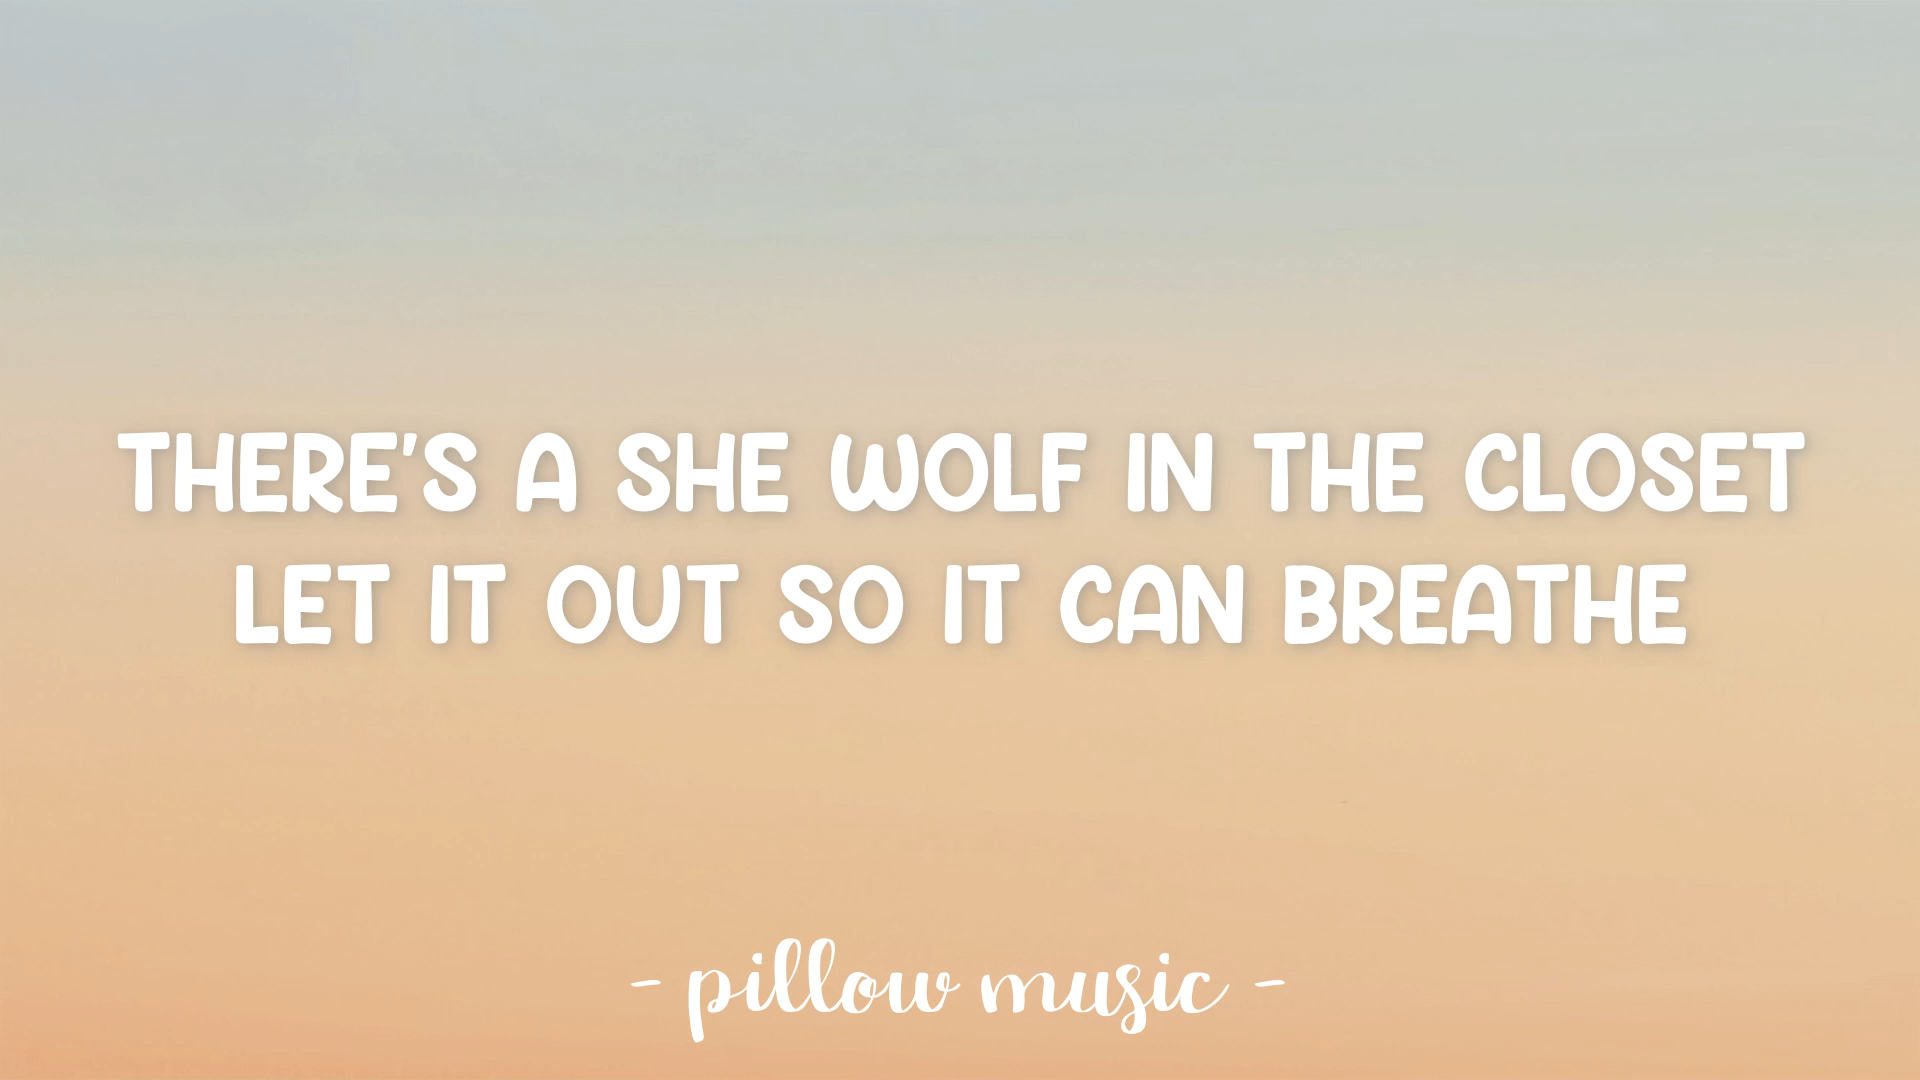 THERE'S A SHE WOLF IN THE CLOSET
LET IT OUT SO IT CAN BREATHE
- pillow music -